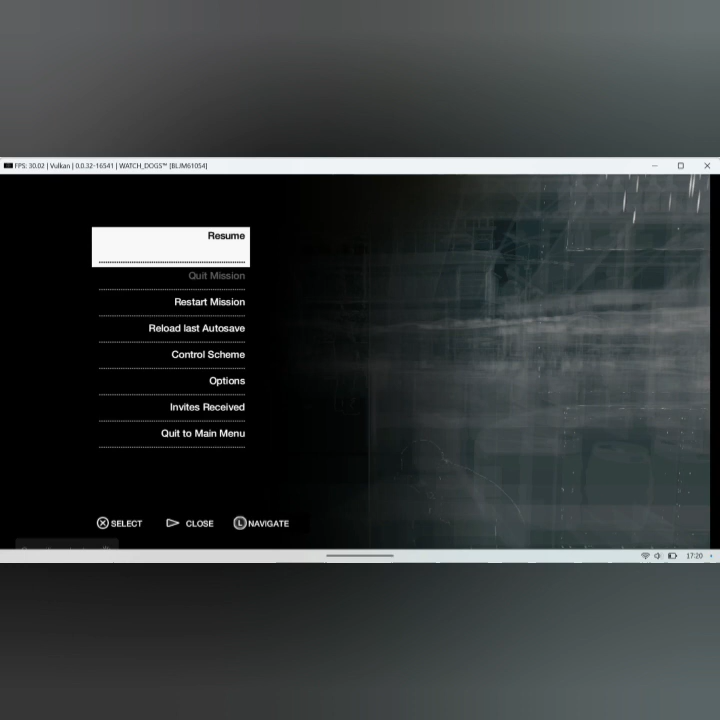 FPS: 30.02 | Vulkan | 0.0.32-16541 | WATCH_DOGS™ [BLJM61054]
Resume
Quit Mission
Restart Mission
Reload last Autosave
Control Scheme
Options
Invites Received
Quit to Main Menu
SELECT CLOSE L NAVIGATE
17:20